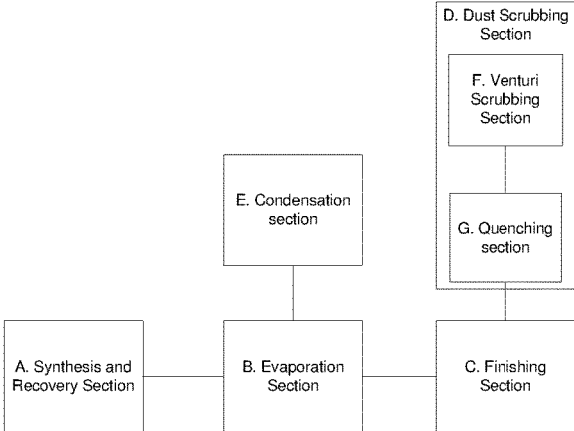 D. Dust Scrubbing
Section
F. Venturi
Scrubbing
Section
E. Condensation
section
G. Quenching
section
A. Synthesis and
Recovery Section
B. Evaporation
Section
C. Finishing
Section